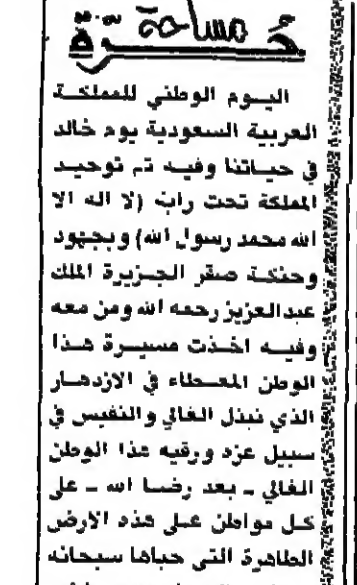 مساحة
حُـرّة
اليوم الوطني للمملكة
العربية السعودية يوم خالد
في حياتنا وفيه تم توحيد
المملكة تحت راية (لا اله الا
الله محمد رسول الله) وبجهود
وحنكة صقر الجزيرة الملك
عبدالعزيز رحمه الله ومن معه
وفيه اخذت مسيرة هذا
الوطن المعطاء في الازدهار
الذي نبذل الغالي والنفيس في
سبيل عزه ورقيه هذا الوطن
الغالي - بعد رضا الله - على
كل مواطن على هذه الارض
الطاهرة التي حباها سبحانه